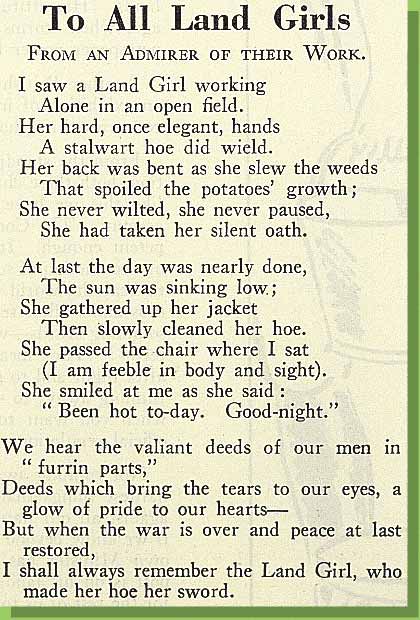 To All Land Girls
From an Admirer of their Work.
I saw a Land Girl working
Alone in an open field.
Her hard, once elegant, hands
A stalwart hoe did wield.
Her back was bent as she slew the weeds
That spoiled the potatoes' growth;
She never wilted, she never paused,
She had taken her silent oath.
At last the day was nearly done,
The sun was sinking low;
She gathered up her jacket
Then slowly cleaned her hoe.
She passed the chair where I sat
(I am feeble in body and sight).
She smiled at me as she said :
" Been hot to-day. Good-night."
We hear the valiant deeds of our men in
" furrin parts,"
Deeds which bring the tears to our eyes, a
glow of pride to our hearts—
But when the war is over and peace at last
restored,
I shall always remember the Land Girl, who
made her hoe her sword.